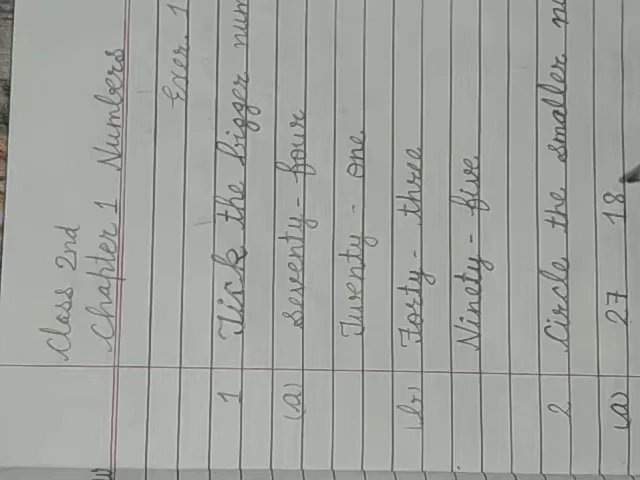 Class 2nd
Chapter 1 Numbers
Exer. 1
1 Tick the bigger num
(a) Seventy-four
Twenty-one
(b) Forty-three
Ninety-five
2 Circle the smaller nu
(a) 27 18